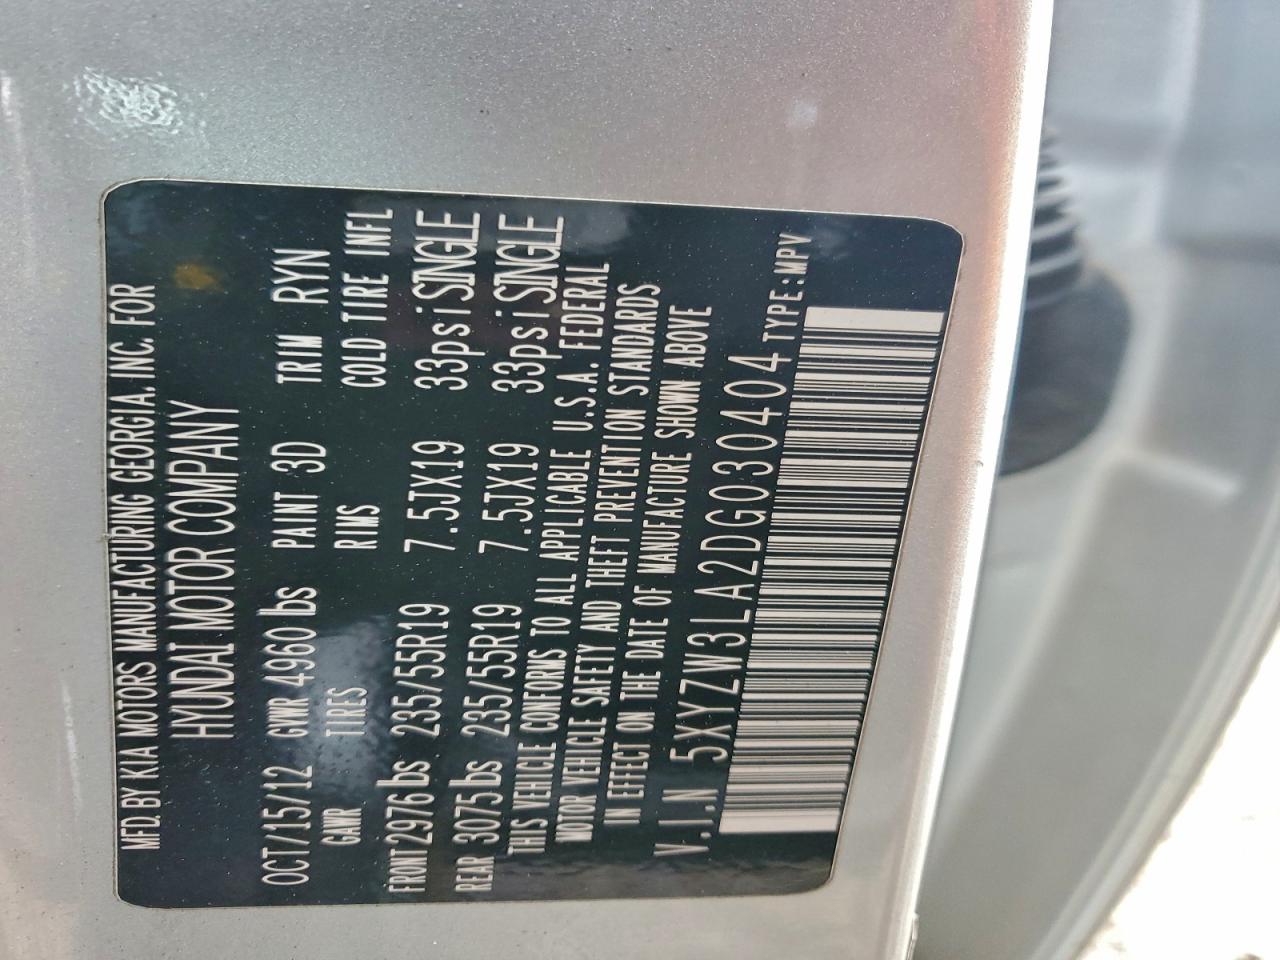 MFD. BY KIA MOTORS MANUFACTURING GEORGIA, INC. FOR
HYUNDAI MOTOR COMPANY
OCT/15/12 GVWR 4960 lbs PAINT 3D TRIM RYN
GAWR TIRES RIMS COLD TIRE INFL
FRONT 2976 lbs 235/55R19 7.5JX19 33psi SINGLE
REAR 3075 lbs 235/55R19 7.5JX19 33psi SINGLE
THIS VEHICLE CONFORMS TO ALL APPLICABLE U.S.A. FEDERAL
MOTOR VEHICLE SAFETY AND THEFT PREVENTION STANDARDS
IN EFFECT ON THE DATE OF MANUFACTURE SHOWN ABOVE
V.I.N 5XYZW3LA2DG030404 TYPE:MPV